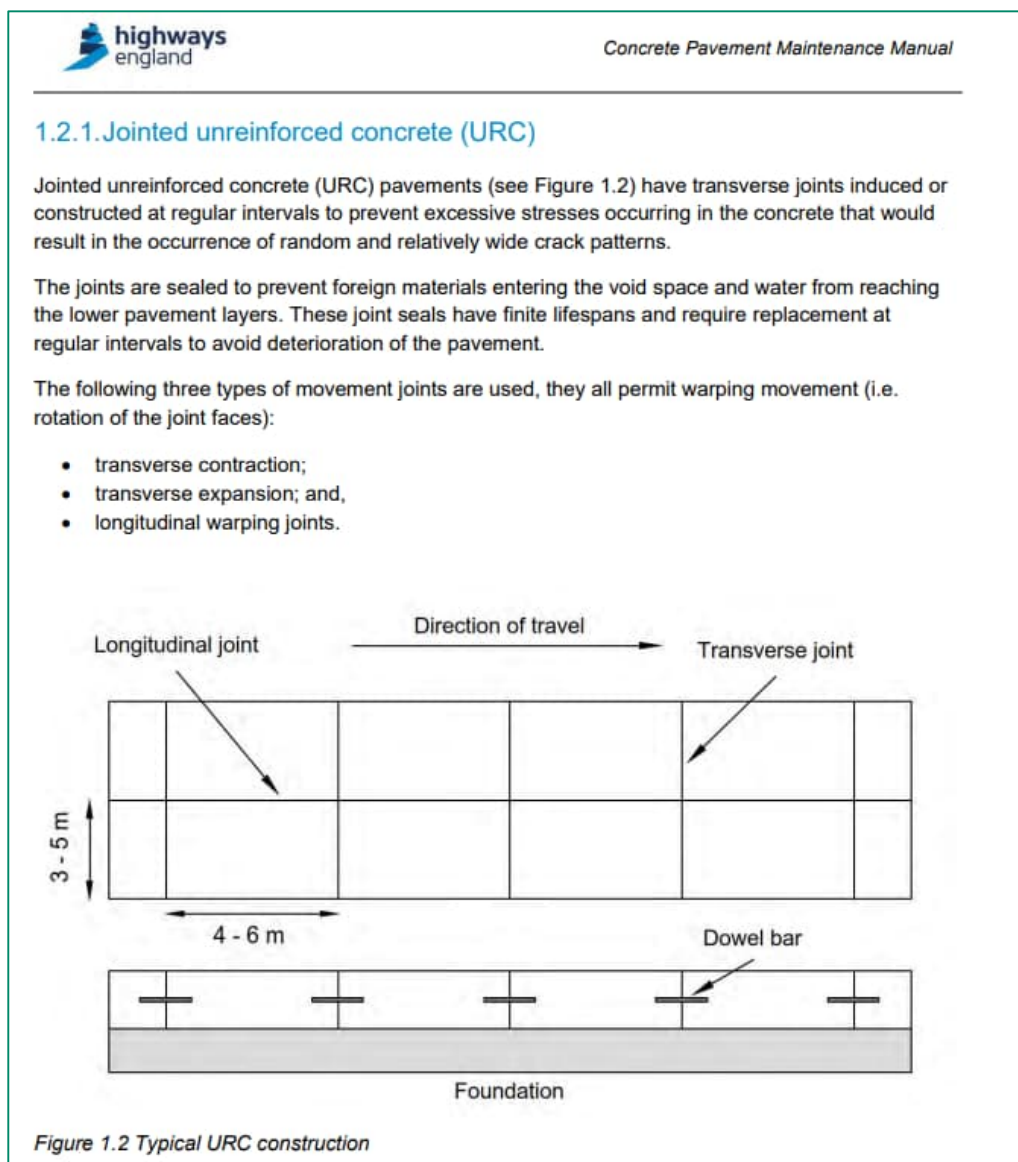 highways
england
Concrete Pavement Maintenance Manual
1.2.1.Jointed unreinforced concrete (URC)
Jointed unreinforced concrete (URC) pavements (see Figure 1.2) have transverse joints induced or
constructed at regular intervals to prevent excessive stresses occurring in the concrete that would
result in the occurrence of random and relatively wide crack patterns.
The joints are sealed to prevent foreign materials entering the void space and water from reaching
the lower pavement layers. These joint seals have finite lifespans and require replacement at
regular intervals to avoid deterioration of the pavement.
The following three types of movement joints are used, they all permit warping movement (i.e.
rotation of the joint faces):
• transverse contraction;
• transverse expansion; and,
• longitudinal warping joints.
Direction of travel
Longitudinal joint
Transverse joint
3 - 5 m
4 - 6 m
Dowel bar
Foundation
Figure 1.2 Typical URC construction